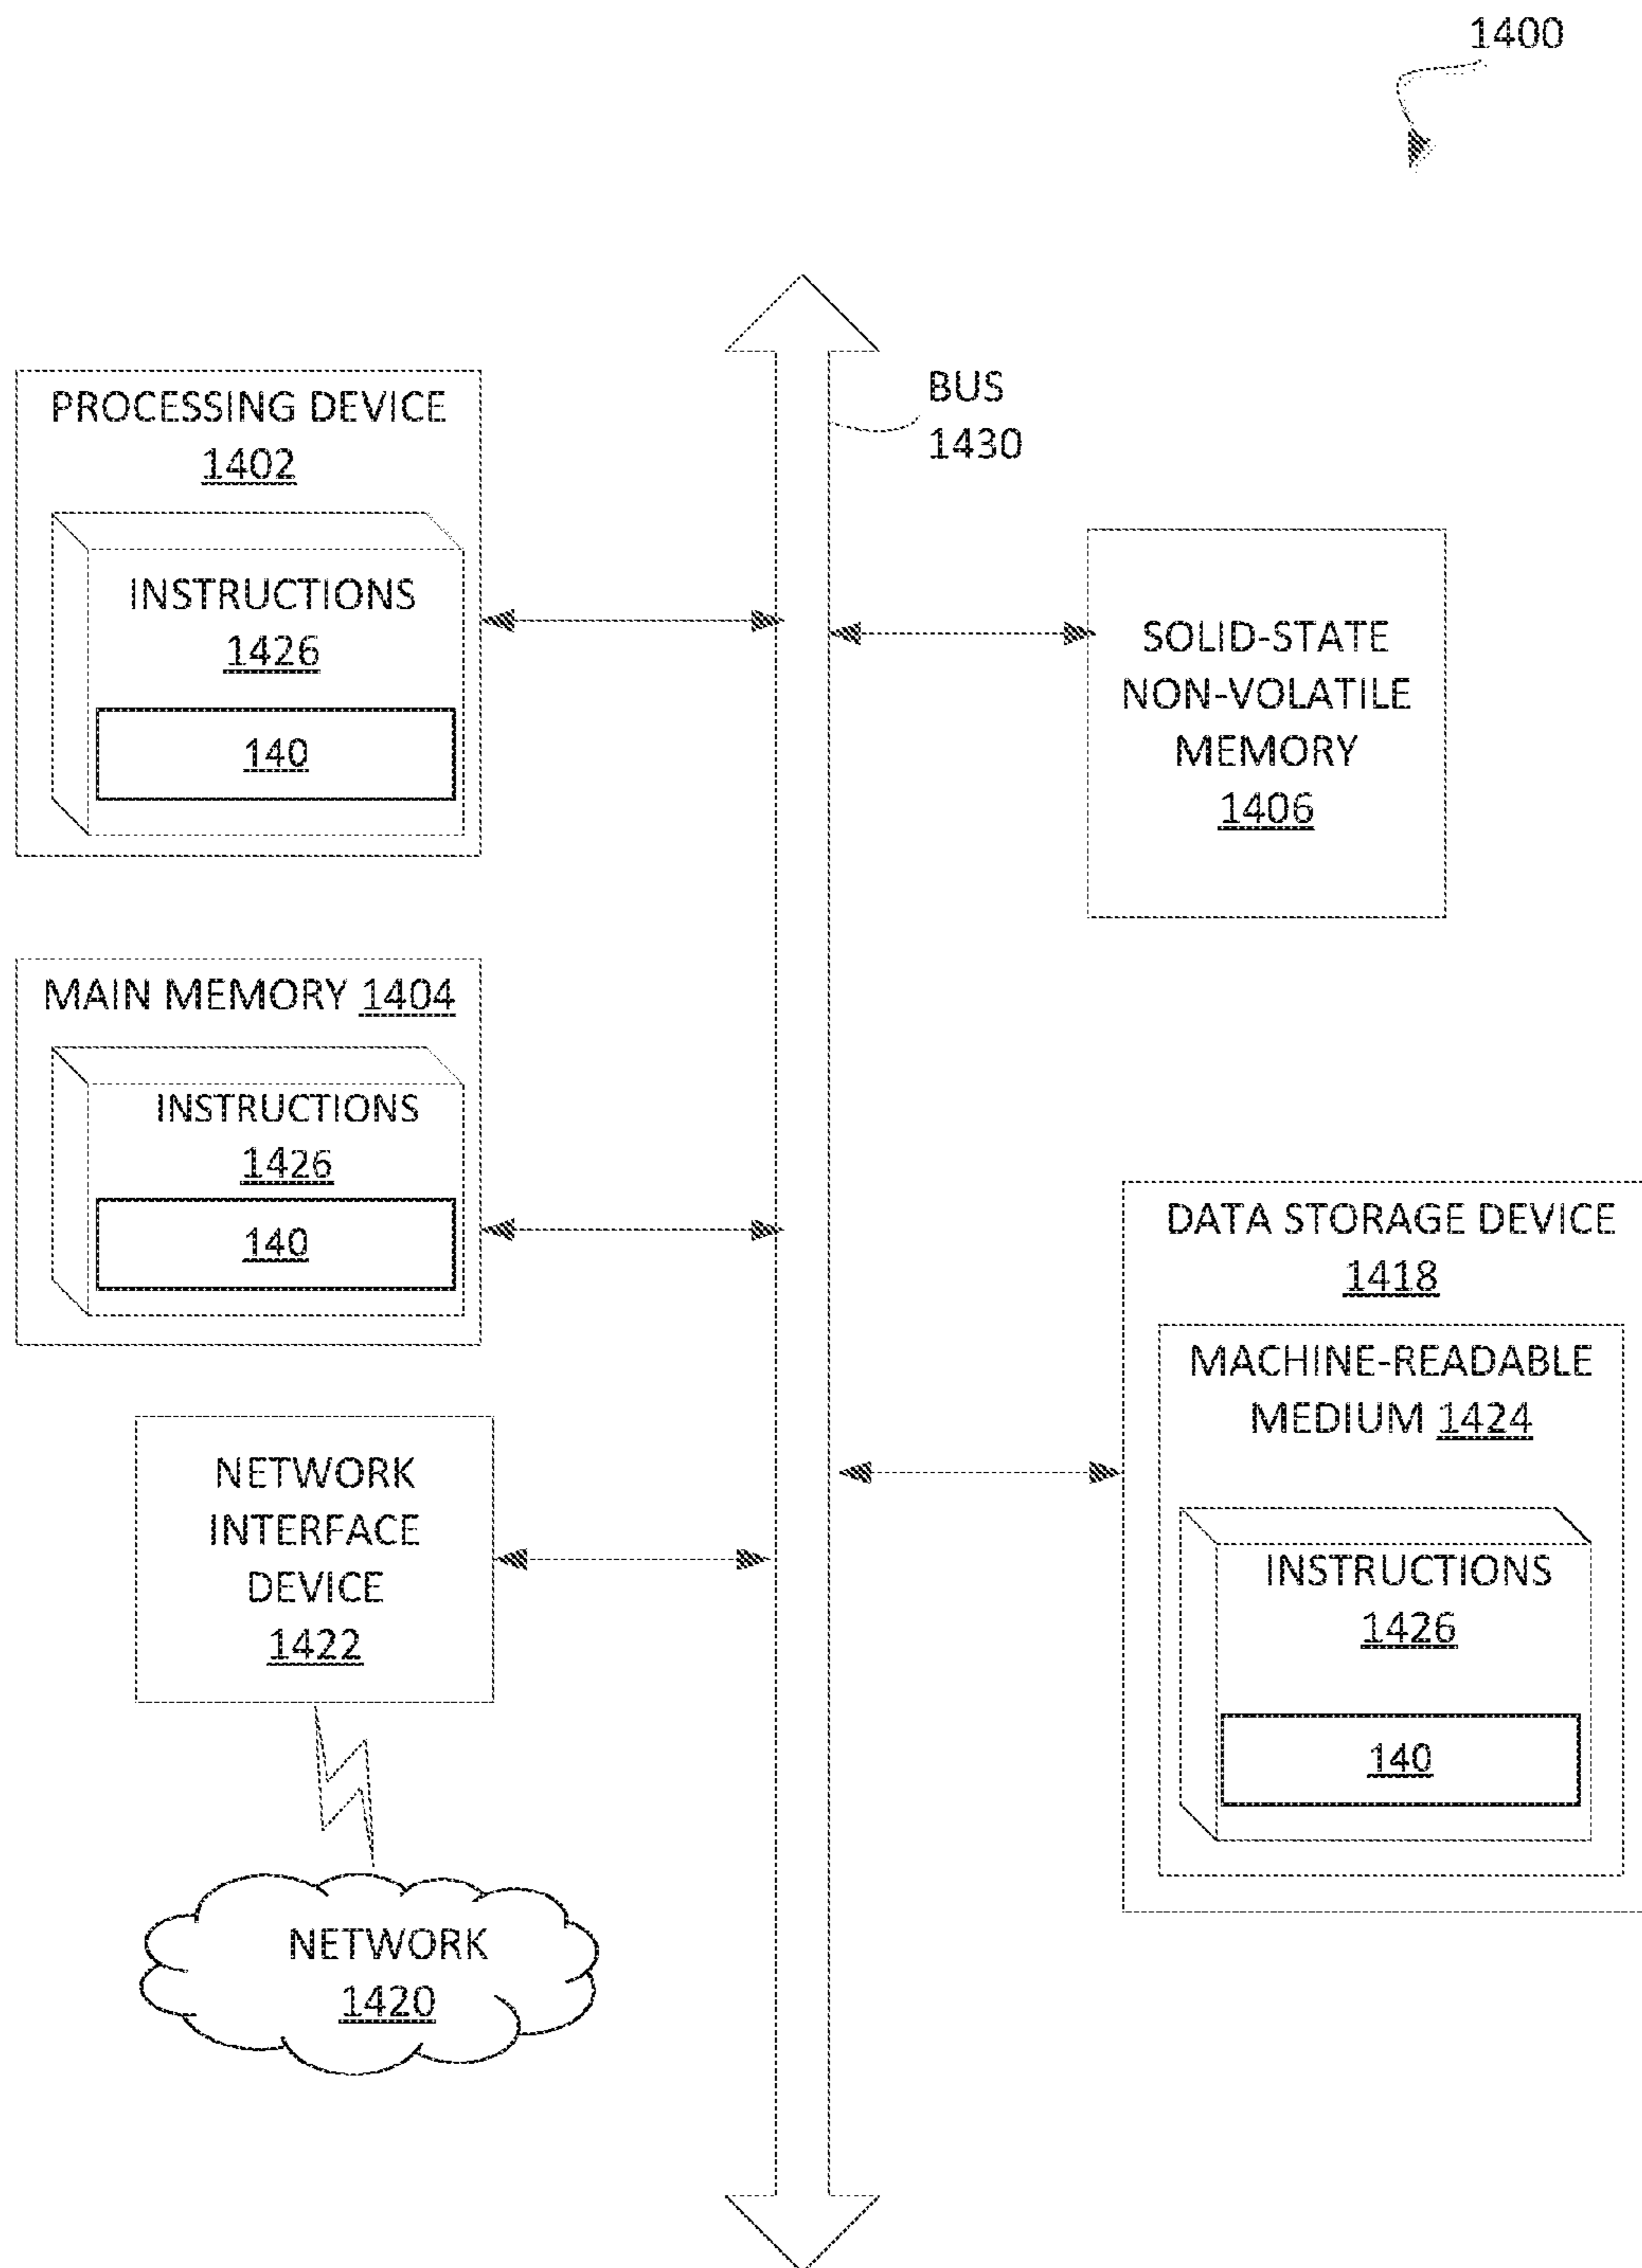 1400
BUS
1430
PROCESSING DEVICE
1402
INSTRUCTIONS
1426
140
SOLID-STATE
NON-VOLATILE
MEMORY
1406
MAIN MEMORY 1404
INSTRUCTIONS
1426
140
DATA STORAGE DEVICE
1418
MACHINE-READABLE
MEDIUM 1424
INSTRUCTIONS
1426
140
NETWORK
INTERFACE
DEVICE
1422
NETWORK
1420